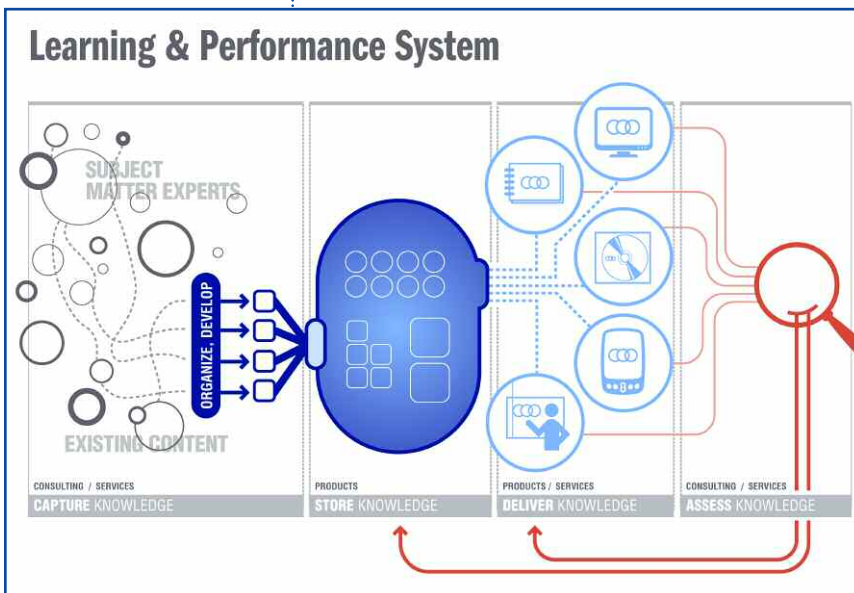 Learning & Performance System
SUBJECT
MATTER EXPERTS
ORGANIZE, DEVELOP
EXISTING CONTENT
CONSULTING / SERVICES
CAPTURE KNOWLEDGE
PRODUCTS
STORE KNOWLEDGE
PRODUCTS / SERVICES
DELIVER KNOWLEDGE
CONSULTING / SERVICES
ASSESS KNOWLEDGE